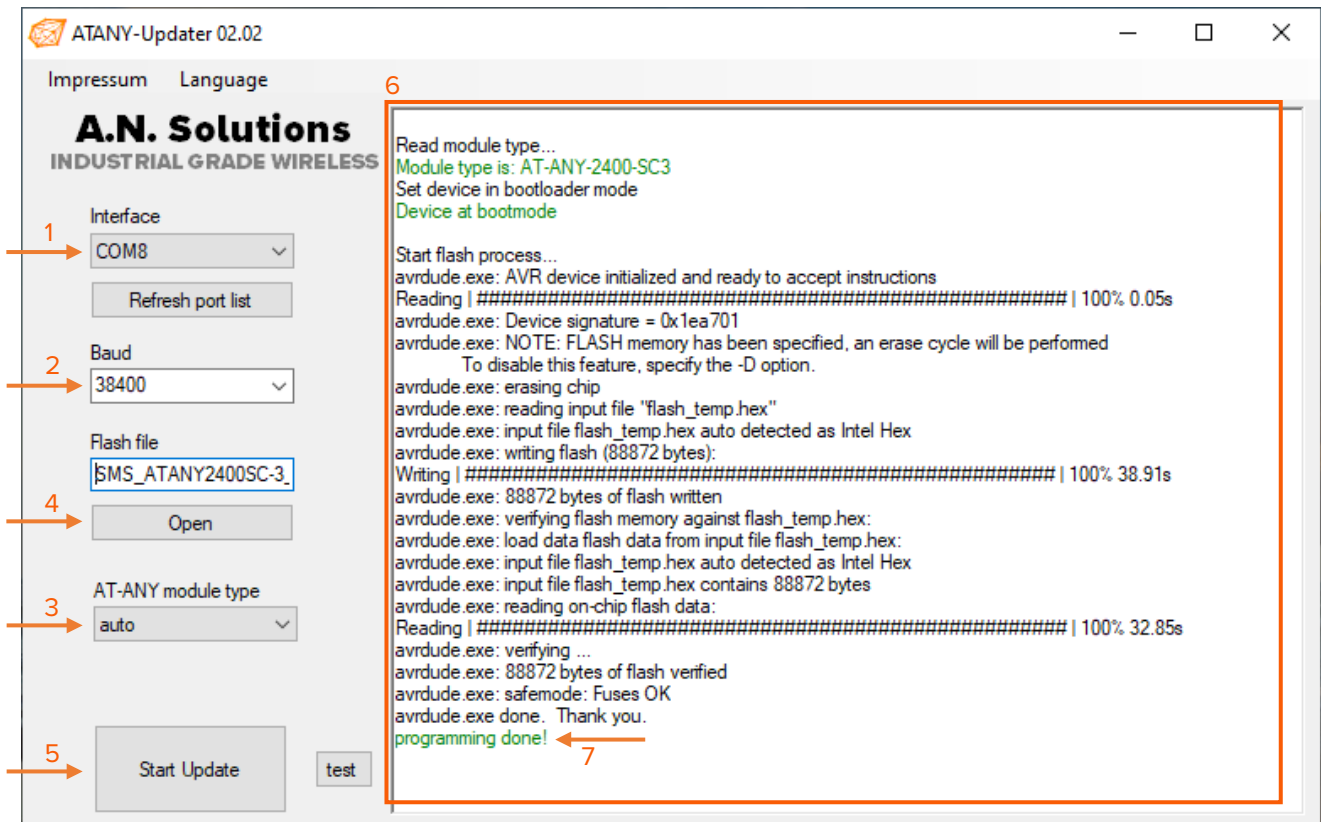 ATANY-Updater 02.02
Impressum Language
A.N. Solutions
INDUSTRIAL GRADE WIRELESS
Interface
1
COM8
Refresh port list
Baud
2
38400
Flash file
SMS_ATANY2400SC-3_
4
Open
AT-ANY module type
3
auto
5
Start Update
test
6
Read module type...
Module type is: AT-ANY-2400-SC3
Set device in bootloader mode
Device at bootmode
Start flash process...
avrdude.exe: AVR device initialized and ready to accept instructions
Reading | ################################################## | 100% 0.05s
avrdude.exe: Device signature = 0x1ea701
avrdude.exe: NOTE: FLASH memory has been specified, an erase cycle will be performed
To disable this feature, specify the -D option.
avrdude.exe: erasing chip
avrdude.exe: reading input file "flash_temp.hex"
avrdude.exe: input file flash_temp.hex auto detected as Intel Hex
avrdude.exe: writing flash (88872 bytes):
Writing | ################################################## | 100% 38.91s
avrdude.exe: 88872 bytes of flash written
avrdude.exe: verifying flash memory against flash_temp.hex:
avrdude.exe: load data flash data from input file flash_temp.hex:
avrdude.exe: input file flash_temp.hex auto detected as Intel Hex
avrdude.exe: input file flash_temp.hex contains 88872 bytes
avrdude.exe: reading on-chip flash data:
Reading | ################################################## | 100% 32.85s
avrdude.exe: verifying ...
avrdude.exe: 88872 bytes of flash verified
avrdude.exe: safemode: Fuses OK
avrdude.exe done. Thank you.
programming done!
7